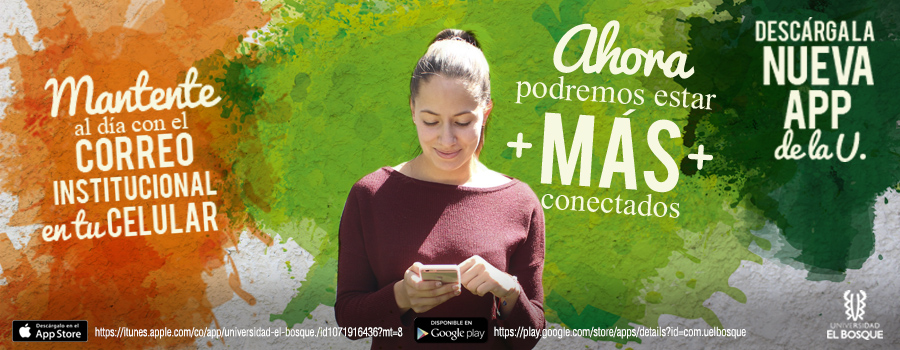 Mantente
al día con el
CORREO
INSTITUCIONAL
en tu CELULAR
Ahora
podremos estar
+ MÁS +
conectados
DESCÁRGALA
NUEVA
APP
de la U.
Descárgalo en el
App Store
https://itunes.apple.com/co/app/universidad-el-bosque./id1071916436?mt=8
DISPONIBLE EN
Google play
https://play.google.com/store/apps/details?id=com.uelbosque
UNIVERSIDAD
EL BOSQUE